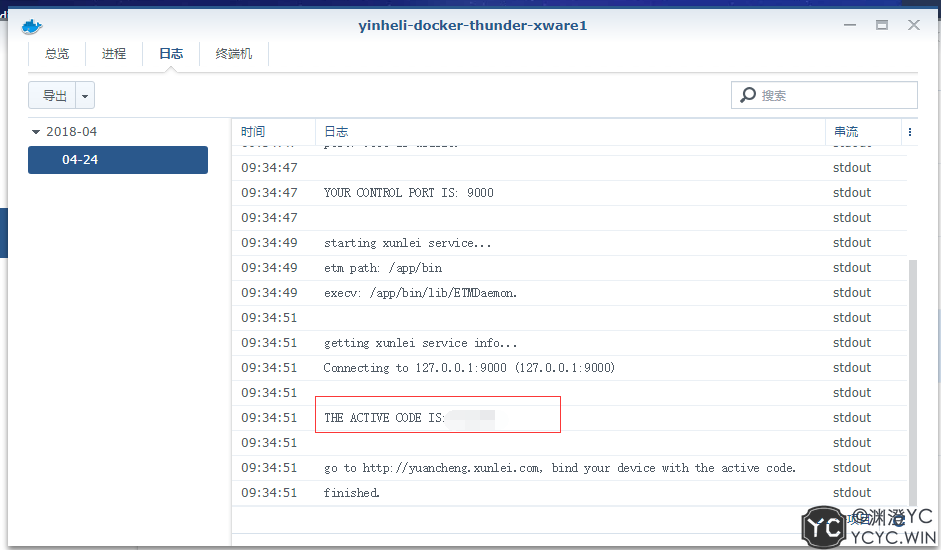 yinheli-docker-thunder-xware1
总览 进程 日志 终端机
导出 搜索
2018-04
04-24
时间 日志 串流
09:34:47 stdout
09:34:47 YOUR CONTROL PORT IS: 9000 stdout
09:34:47 stdout
09:34:49 starting xunlei service... stdout
09:34:49 etm path: /app/bin stdout
09:34:49 execv: /app/bin/lib/ETMDaemon. stdout
09:34:51 stdout
09:34:51 getting xunlei service info... stdout
09:34:51 Connecting to 127.0.0.1:9000 (127.0.0.1:9000) stdout
09:34:51 stdout
09:34:51 THE ACTIVE CODE IS: stdout
09:34:51 stdout
09:34:51 go to http://yuancheng.xunlei.com, bind your device with the active code. stdout
09:34:51 finished. stdout
YC @渊澄YC
YCYC.WIN